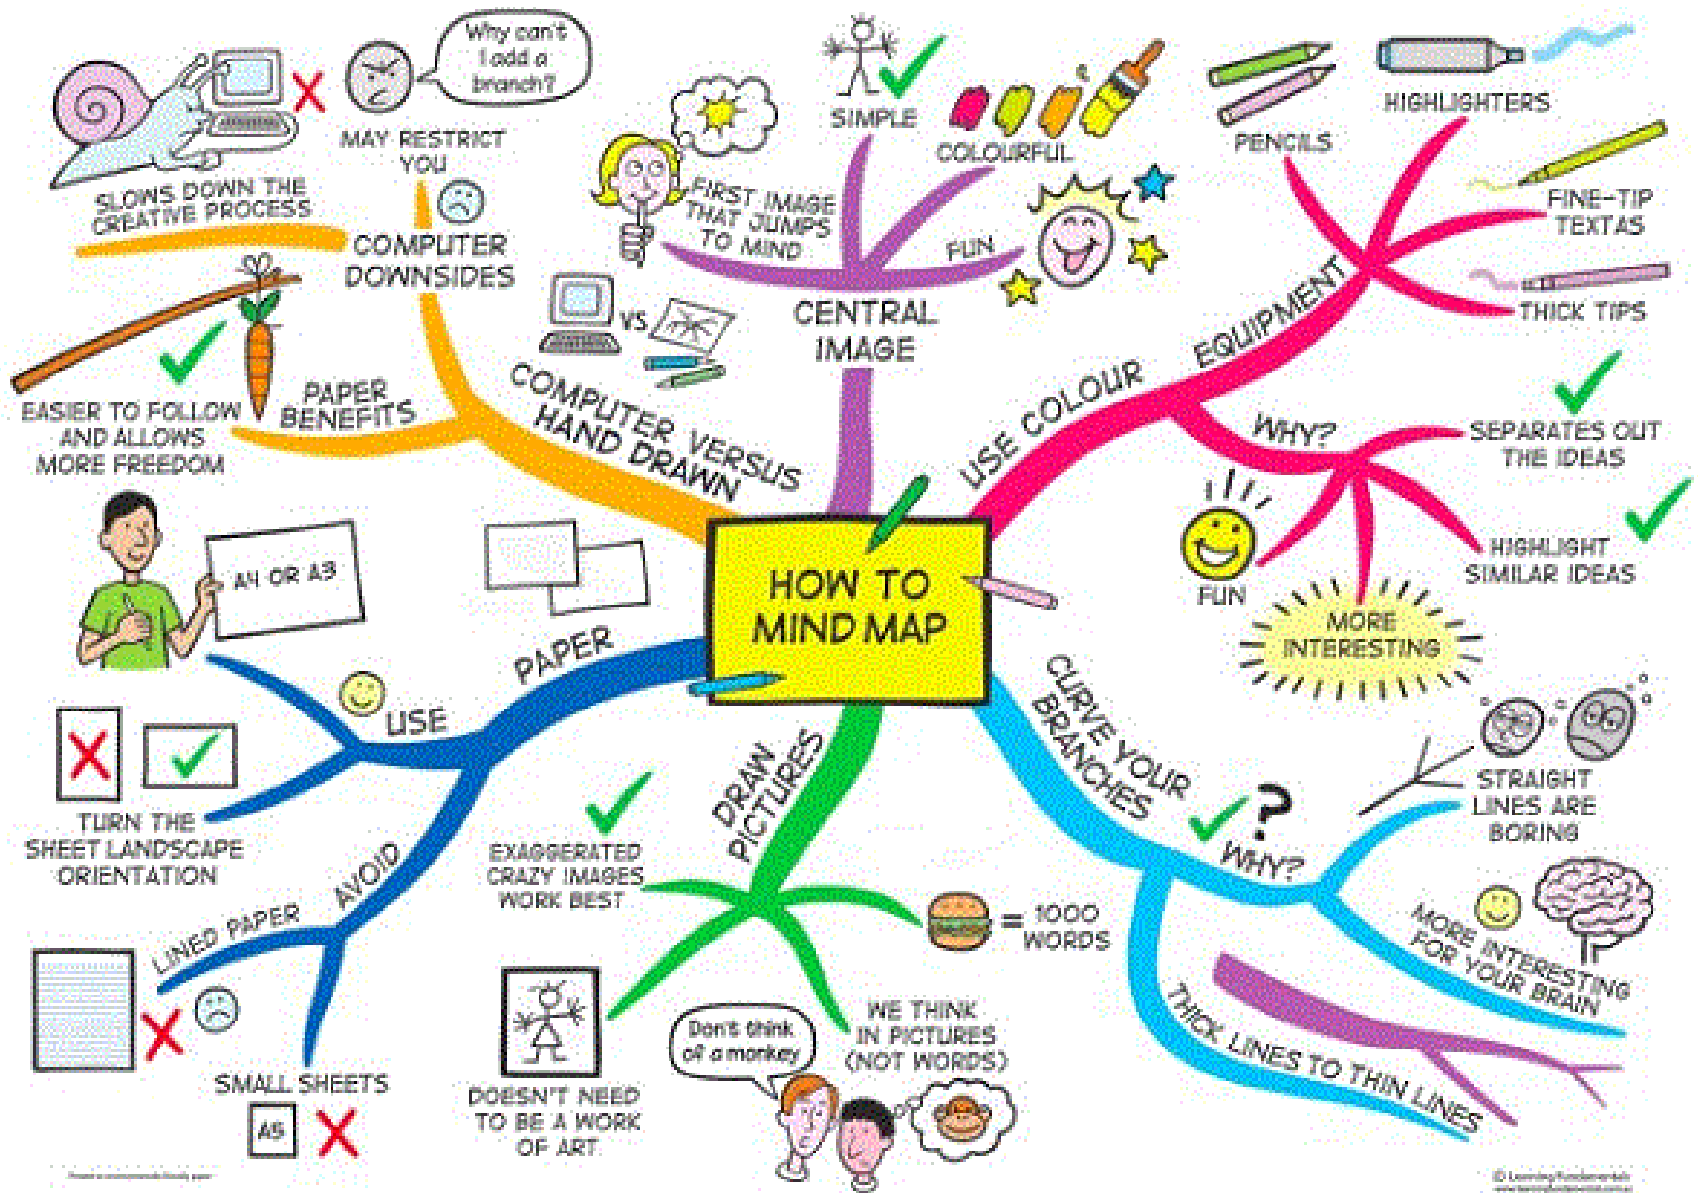 HOW TO
MIND MAP
CENTRAL
IMAGE
FIRST IMAGE
THAT JUMPS
TO MIND
SIMPLE
COLOURFUL
FUN
USE COLOUR
EQUIPMENT
PENCILS
HIGHLIGHTERS
FINE-TIP
TEXTAS
THICK TIPS
WHY?
SEPARATES OUT
THE IDEAS
HIGHLIGHT
SIMILAR IDEAS
MORE
INTERESTING
FUN
CURVE YOUR
BRANCHES
?
WHY?
STRAIGHT
LINES ARE
BORING
MORE INTERESTING
FOR YOUR BRAIN
THICK LINES TO THIN LINES
DRAW
PICTURES
= 1000
WORDS
WE THINK
IN PICTURES
(NOT WORDS)
Don't think
of a monkey
DOESN'T NEED
TO BE A WORK
OF ART
EXAGGERATED
CRAZY IMAGES
WORK BEST
PAPER
USE
A4 OR A3
TURN THE
SHEET LANDSCAPE
ORIENTATION
AVOID
LINED PAPER
SMALL SHEETS
A5
COMPUTER VERSUS
HAND DRAWN
VS
PAPER
BENEFITS
EASIER TO FOLLOW
AND ALLOWS
MORE FREEDOM
COMPUTER
DOWNSIDES
SLOWS DOWN THE
CREATIVE PROCESS
MAY RESTRICT
YOU
Why can't
I add a
branch?
© Learning Fundamentals